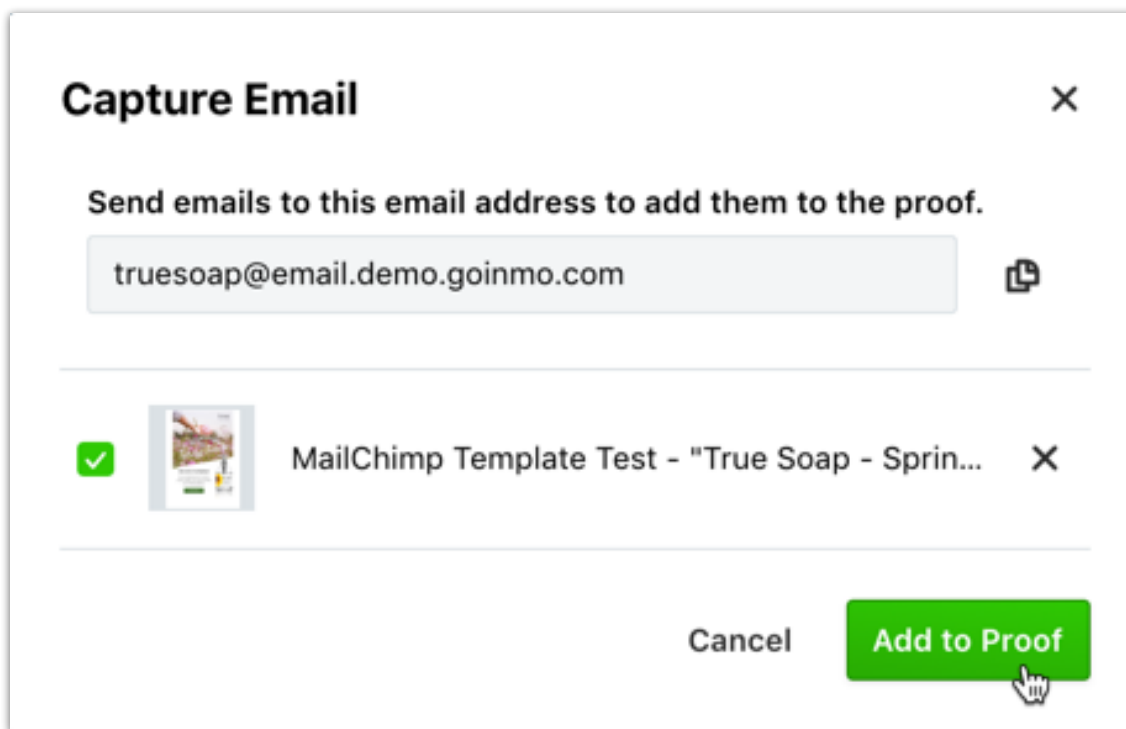 Capture Email
Send emails to this email address to add them to the proof.
truesoap@email.demo.goinmo.com
MailChimp Template Test - "True Soap - Sprin...
Cancel
Add to Proof